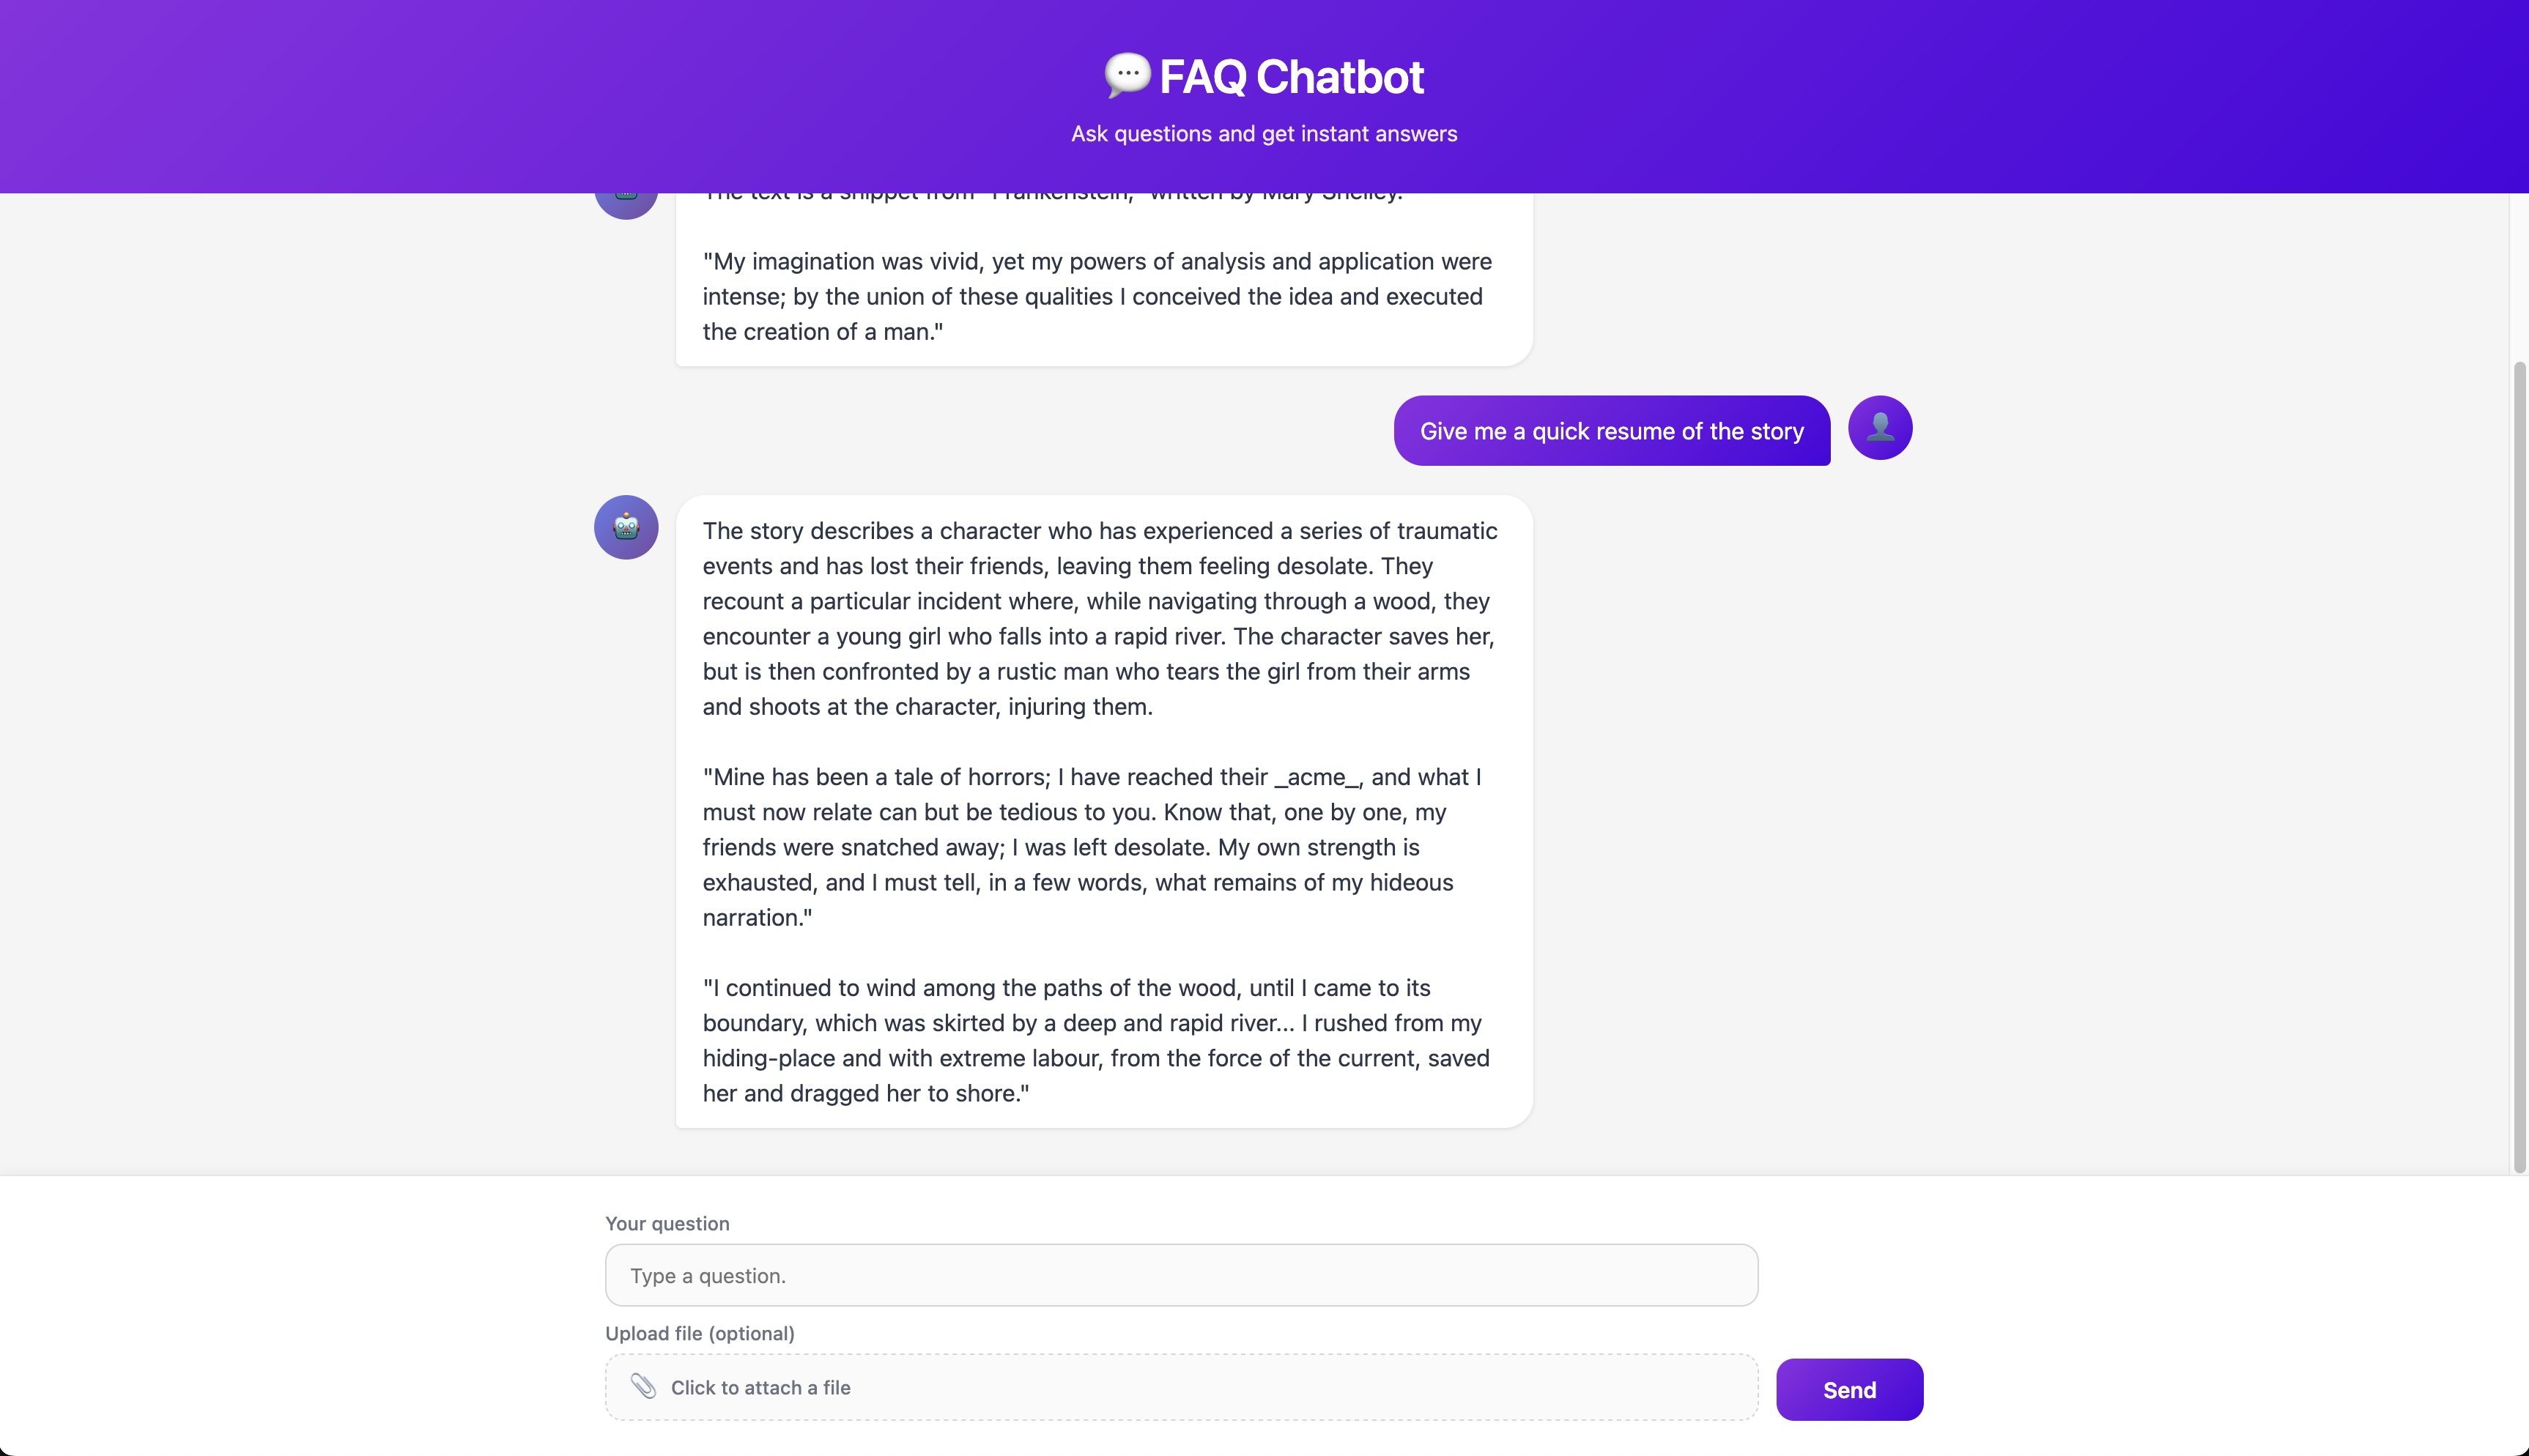 FAQ Chatbot
Ask questions and get instant answers
The text is a snippet from "Frankenstein," written by Mary Shelley.
"My imagination was vivid, yet my powers of analysis and application were
intense; by the union of these qualities I conceived the idea and executed
the creation of a man."
Give me a quick resume of the story
The story describes a character who has experienced a series of traumatic
events and has lost their friends, leaving them feeling desolate. They
recount a particular incident where, while navigating through a wood, they
encounter a young girl who falls into a rapid river. The character saves her,
but is then confronted by a rustic man who tears the girl from their arms
and shoots at the character, injuring them.
"Mine has been a tale of horrors; I have reached their _acme_, and what I
must now relate can but be tedious to you. Know that, one by one, my
friends were snatched away; I was left desolate. My own strength is
exhausted, and I must tell, in a few words, what remains of my hideous
narration."
"I continued to wind among the paths of the wood, until I came to its
boundary, which was skirted by a deep and rapid river... I rushed from my
hiding-place and with extreme labour, from the force of the current, saved
her and dragged her to shore."
Your question
Type a question.
Upload file (optional)
Click to attach a file
Send